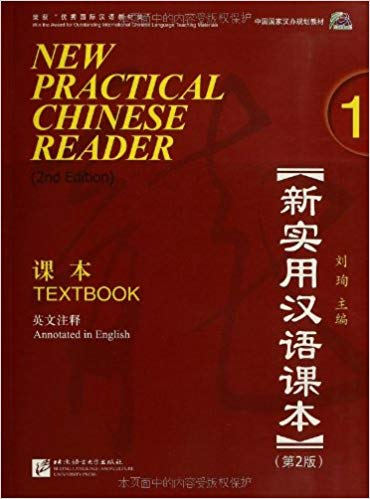 本页面中的内容受版权保护
荣获“优秀国际汉语教材奖”
the Award for Outstanding International Chinese Language Teaching Materials
中国国家汉办规划教材
NEW
PRACTICAL
CHINESE
READER
(2nd Edition)
1
课本
TEXTBOOK
英文注释
Annotated in English
【新实用汉语课本】
(第2版)
刘珣 主编
北京语言大学出版社
BEIJING LANGUAGE AND CULTURE
UNIVERSITY PRESS
本页面中的内容受版权保护